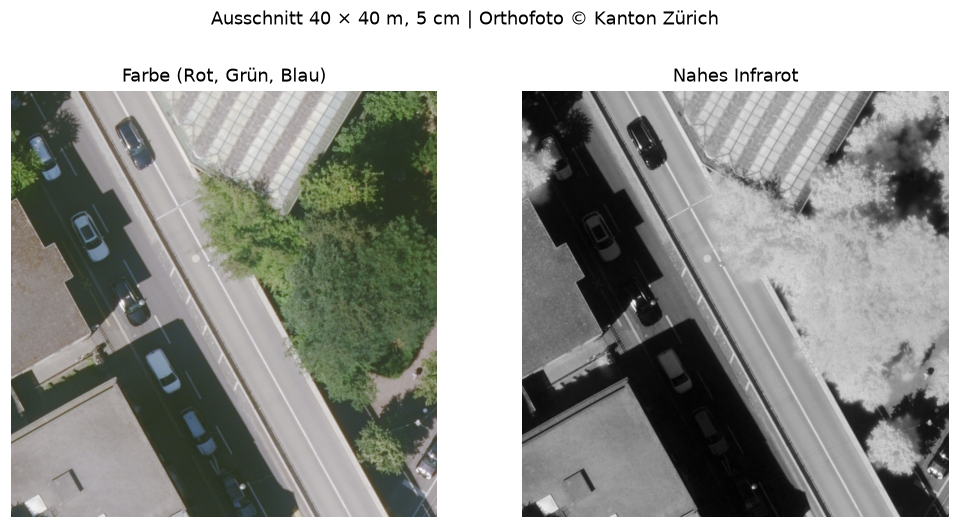 Ausschnitt 40 × 40 m, 5 cm | Orthofoto © Kanton Zürich
Farbe (Rot, Grün, Blau)
Nahes Infrarot